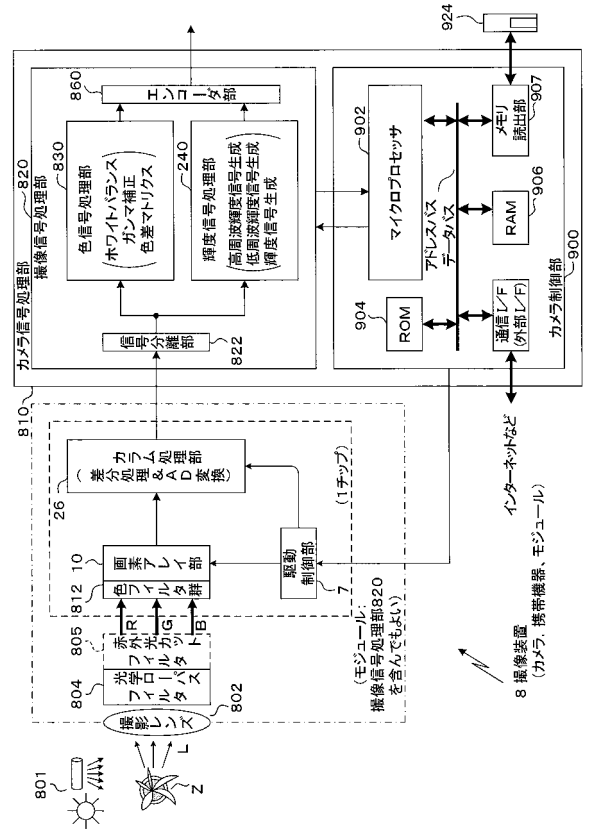 801
Z
L
撮影レンズ
802
804
光学ローパス
フィルタ
805
赤外光カット
フィルタ
R
G
B
812
色フィルタ群
10
画素アレイ部
26
カラム処理部
(差分処理&AD変換)
駆動
制御部
7
(1チップ)
(モジュール;
撮像信号処理部820
を含んでもよい)
810
カメラ信号処理部
820
撮像信号処理部
信号
分離部
822
830
色信号処理部
(ホワイトバランス
ガンマ補正
色差マトリクス)
240
輝度信号処理部
(高周波輝度信号生成
低周波輝度信号生成
輝度信号生成)
860
エンコーダ部
902
マイクロプロセッサ
アドレスバス
データバス
904
ROM
RAM
906
通信I/F
(外部I/F)
メモリ
読出部
907
924
カメラ制御部
900
インターネットなど
8 撮像装置
(カメラ、携帯機器、モジュール)